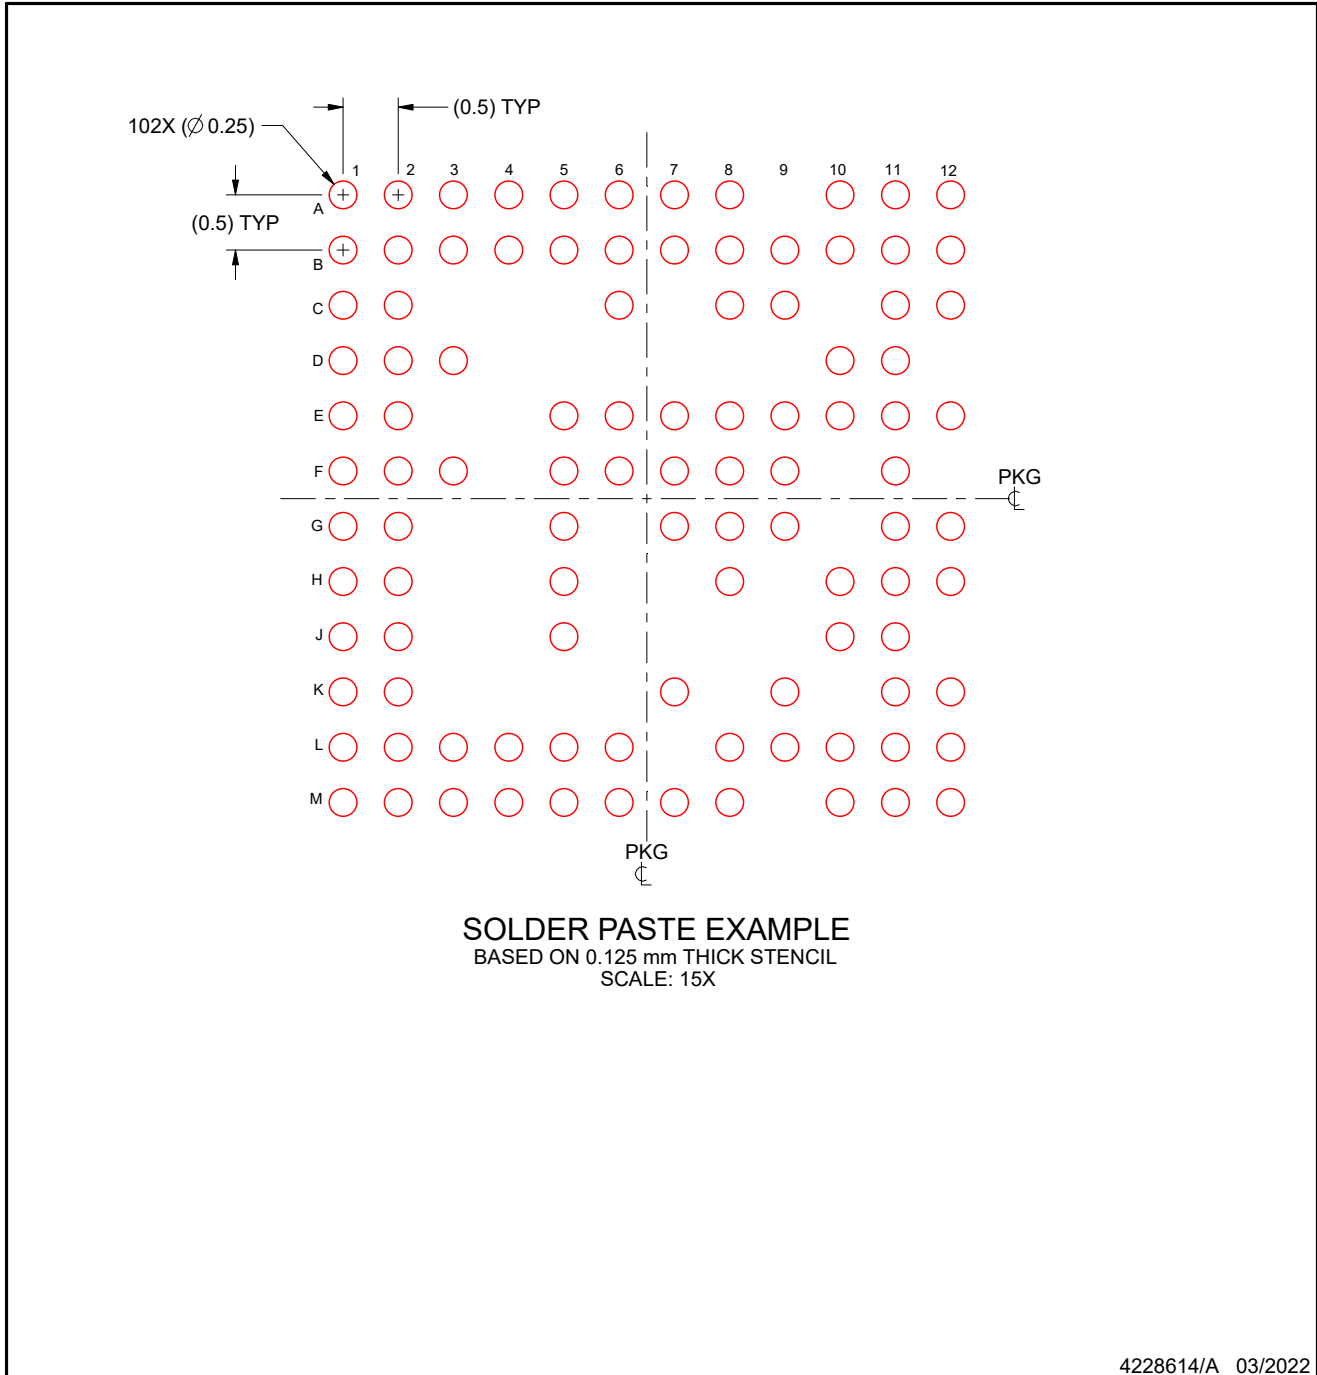 (0.5) TYP
102X (∅ 0.25)
1 2 3 4 5 6 7 8 9 10 11 12
A
(0.5) TYP
B
C
D
E
F
PKG
G
H
J
K
L
M
PKG
SOLDER PASTE EXAMPLE
BASED ON 0.125 mm THICK STENCIL
SCALE: 15X
4228614/A 03/2022